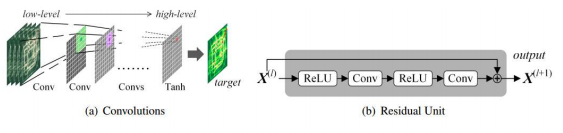 low-level
high-level
Conv
Conv
......
Convs
Tanh
target
(a) Convolutions
output
X(l)
ReLU
Conv
ReLU
Conv
X(l+1)
(b) Residual Unit